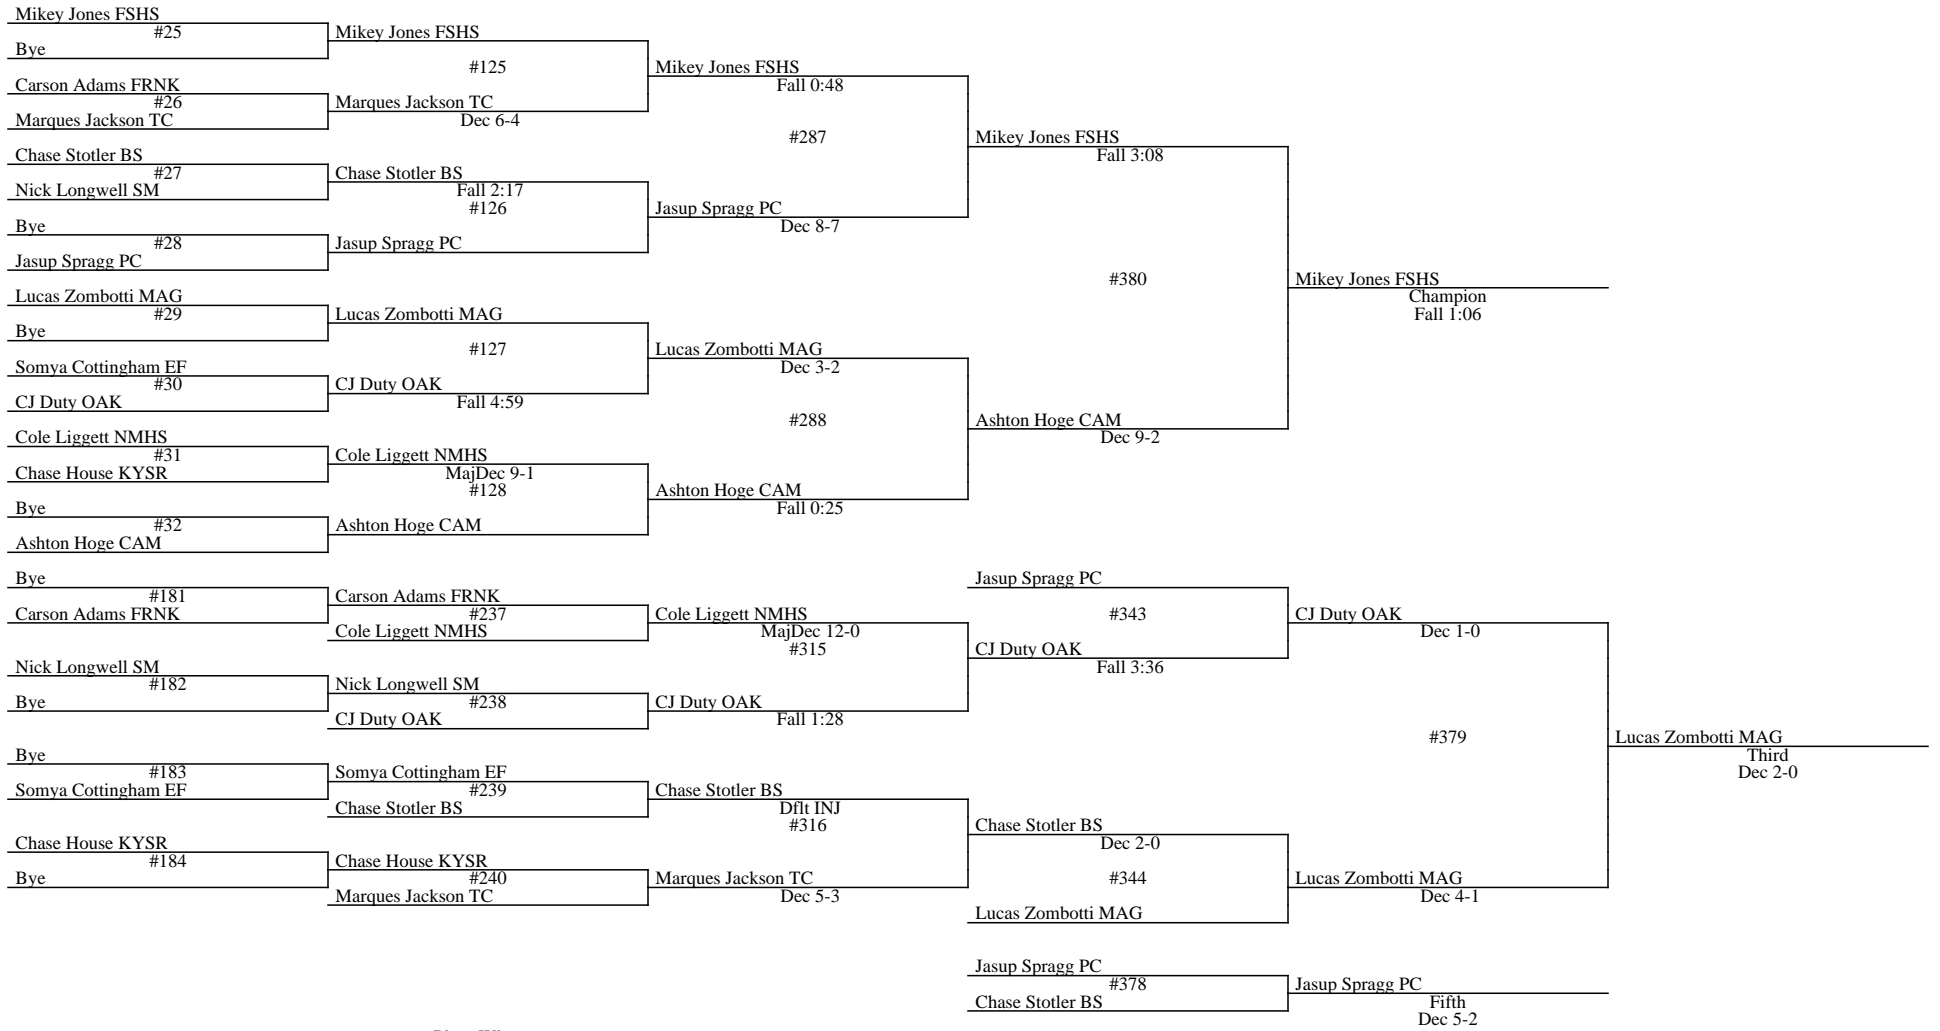 Mikey Jones FSHS
#25
Bye
Carson Adams FRNK
#26
Marques Jackson TC
Chase Stotler BS
#27
Nick Longwell SM
Bye
#28
Jasup Spragg PC
Lucas Zombotti MAG
#29
Bye
Somya Cottingham EF
#30
CJ Duty OAK
Cole Liggett NMHS
#31
Chase House KYSR
Bye
#32
Ashton Hoge CAM
Mikey Jones FSHS
#125
Marques Jackson TC
Dec 6-4
Chase Stotler BS
Fall 2:17
#126
Jasup Spragg PC
Lucas Zombotti MAG
#127
CJ Duty OAK
Fall 4:59
Cole Liggett NMHS
MajDec 9-1
#128
Ashton Hoge CAM
Mikey Jones FSHS
Fall 0:48
#287
Jasup Spragg PC
Dec 8-7
Lucas Zombotti MAG
Dec 3-2
#288
Ashton Hoge CAM
Fall 0:25
Mikey Jones FSHS
Fall 3:08
#380
Ashton Hoge CAM
Dec 9-2
Mikey Jones FSHS
Champion
Fall 1:06
Bye
#181
Carson Adams FRNK
Nick Longwell SM
#182
Bye
Bye
#183
Somya Cottingham EF
Chase House KYSR
#184
Bye
Carson Adams FRNK
#237
Cole Liggett NMHS
Nick Longwell SM
#238
CJ Duty OAK
Somya Cottingham EF
#239
Chase Stotler BS
Chase House KYSR
#240
Marques Jackson TC
Cole Liggett NMHS
MajDec 12-0
#315
CJ Duty OAK
Fall 1:28
Chase Stotler BS
Dflt INJ
#316
Marques Jackson TC
Dec 5-3
Jasup Spragg PC
#343
CJ Duty OAK
Fall 3:36
Chase Stotler BS
Dec 2-0
#344
Lucas Zombotti MAG
CJ Duty OAK
Dec 1-0
#379
Lucas Zombotti MAG
Dec 4-1
Lucas Zombotti MAG
Third
Dec 2-0
Jasup Spragg PC
#378
Chase Stotler BS
Jasup Spragg PC
Fifth
Dec 5-2